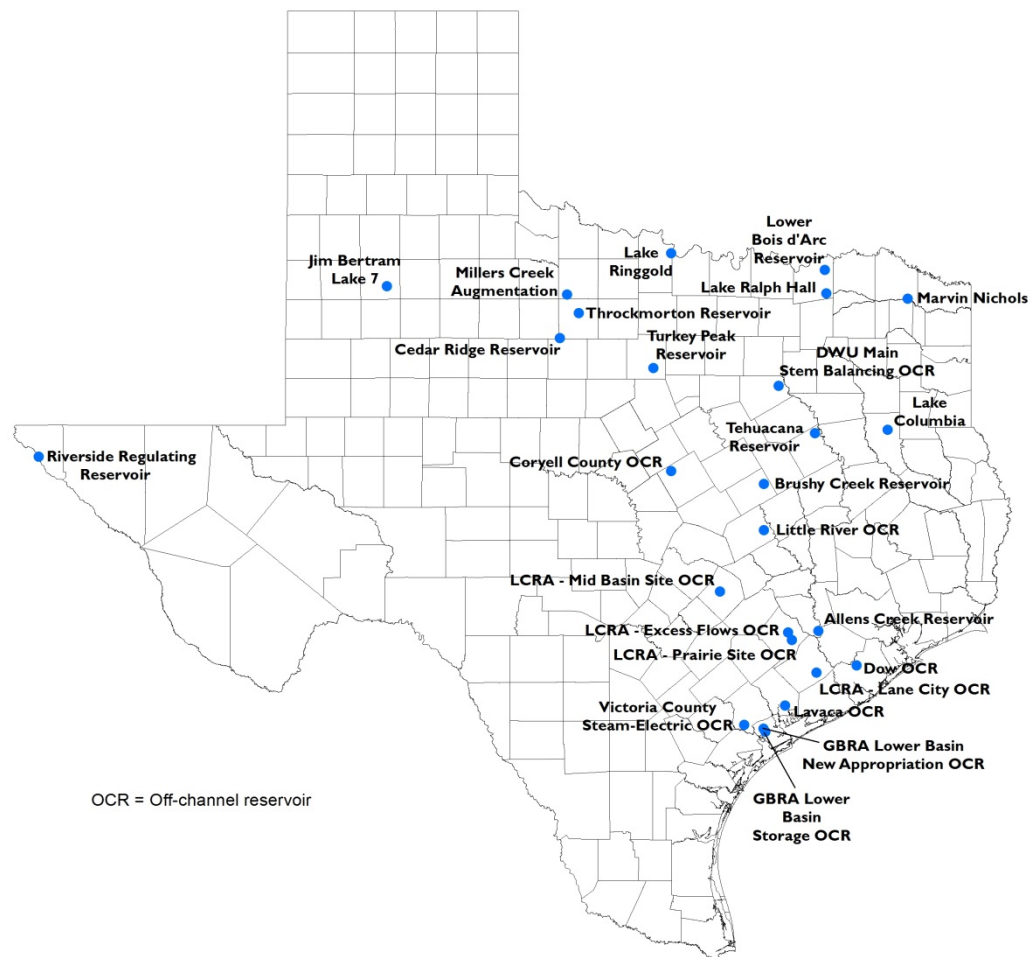 Lower
Bois d'Arc
Reservoir
Lake
Ringgold
Jim Bertram
Lake 7
Millers Creek
Augmentation
Lake Ralph Hall
Marvin Nichols
Throckmorton Reservoir
Turkey Peak
Reservoir
Cedar Ridge Reservoir
DWU Main
Stem Balancing OCR
Lake
Columbia
Tehuacana
Reservoir
Riverside Regulating
Reservoir
Coryell County OCR
Brushy Creek Reservoir
Little River OCR
LCRA - Mid Basin Site OCR
Allens Creek Reservoir
LCRA - Excess Flows OCR
LCRA - Prairie Site OCR
Dow OCR
LCRA - Lane City OCR
Victoria County
Steam-Electric OCR
Lavaca OCR
GBRA Lower Basin
New Appropriation OCR
GBRA Lower
Basin
Storage OCR
OCR = Off-channel reservoir